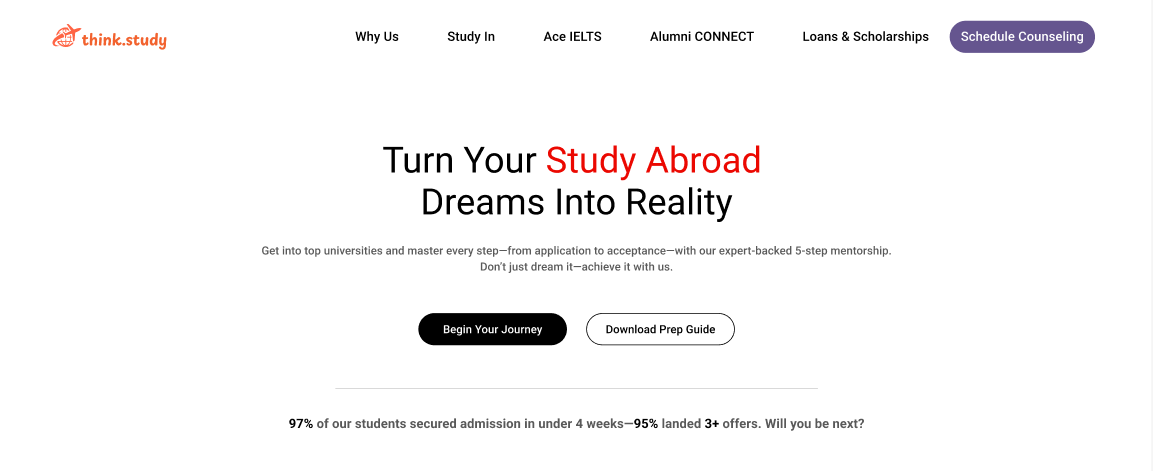 think.study
Why Us
Study In
Ace IELTS
Alumni CONNECT
Loans & Scholarships
Schedule Counseling
Turn Your Study Abroad
Dreams Into Reality
Get into top universities and master every step—from application to acceptance—with our expert-backed 5-step mentorship.
Don't just dream it—achieve it with us.
Begin Your Journey
Download Prep Guide
97% of our students secured admission in under 4 weeks—95% landed 3+ offers. Will you be next?